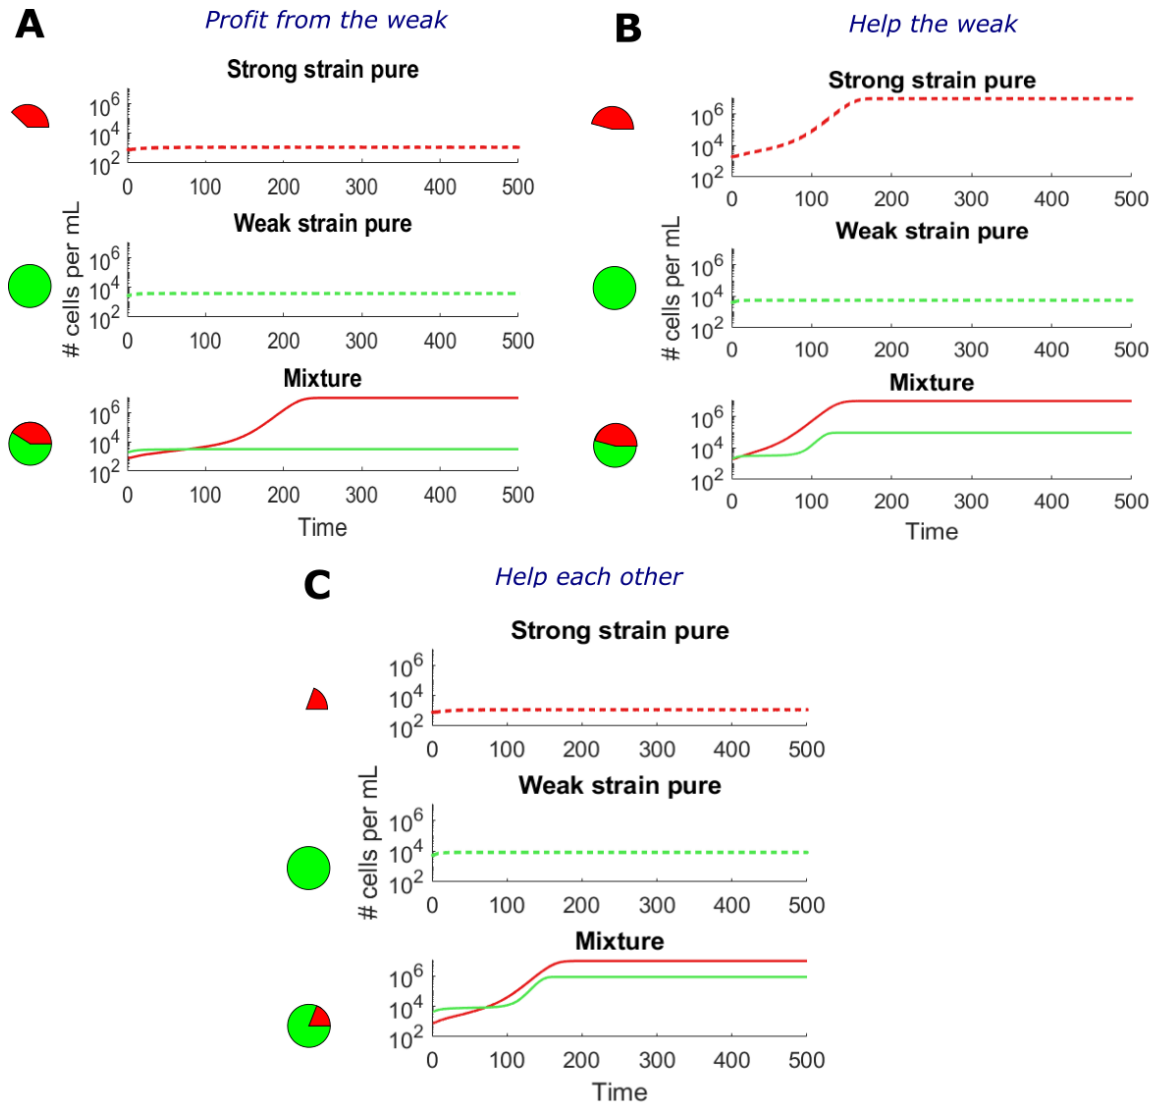 A
Profit from the weak
Strong strain pure
10^6
10^4
10^2
0 100 200 300 400 500
Weak strain pure
# cells per mL
10^6
10^4
10^2
0 100 200 300 400 500
Mixture
10^6
10^4
10^2
0 100 200 300 400 500
Time
B
Help the weak
Strong strain pure
10^6
10^4
10^2
0 100 200 300 400 500
Weak strain pure
# cells per mL
10^6
10^4
10^2
0 100 200 300 400 500
Mixture
10^6
10^4
10^2
0 100 200 300 400 500
Time
C
Help each other
Strong strain pure
10^6
10^4
10^2
0 100 200 300 400 500
Weak strain pure
# cells per mL
10^6
10^4
10^2
0 100 200 300 400 500
Mixture
10^6
10^4
10^2
0 100 200 300 400 500
Time